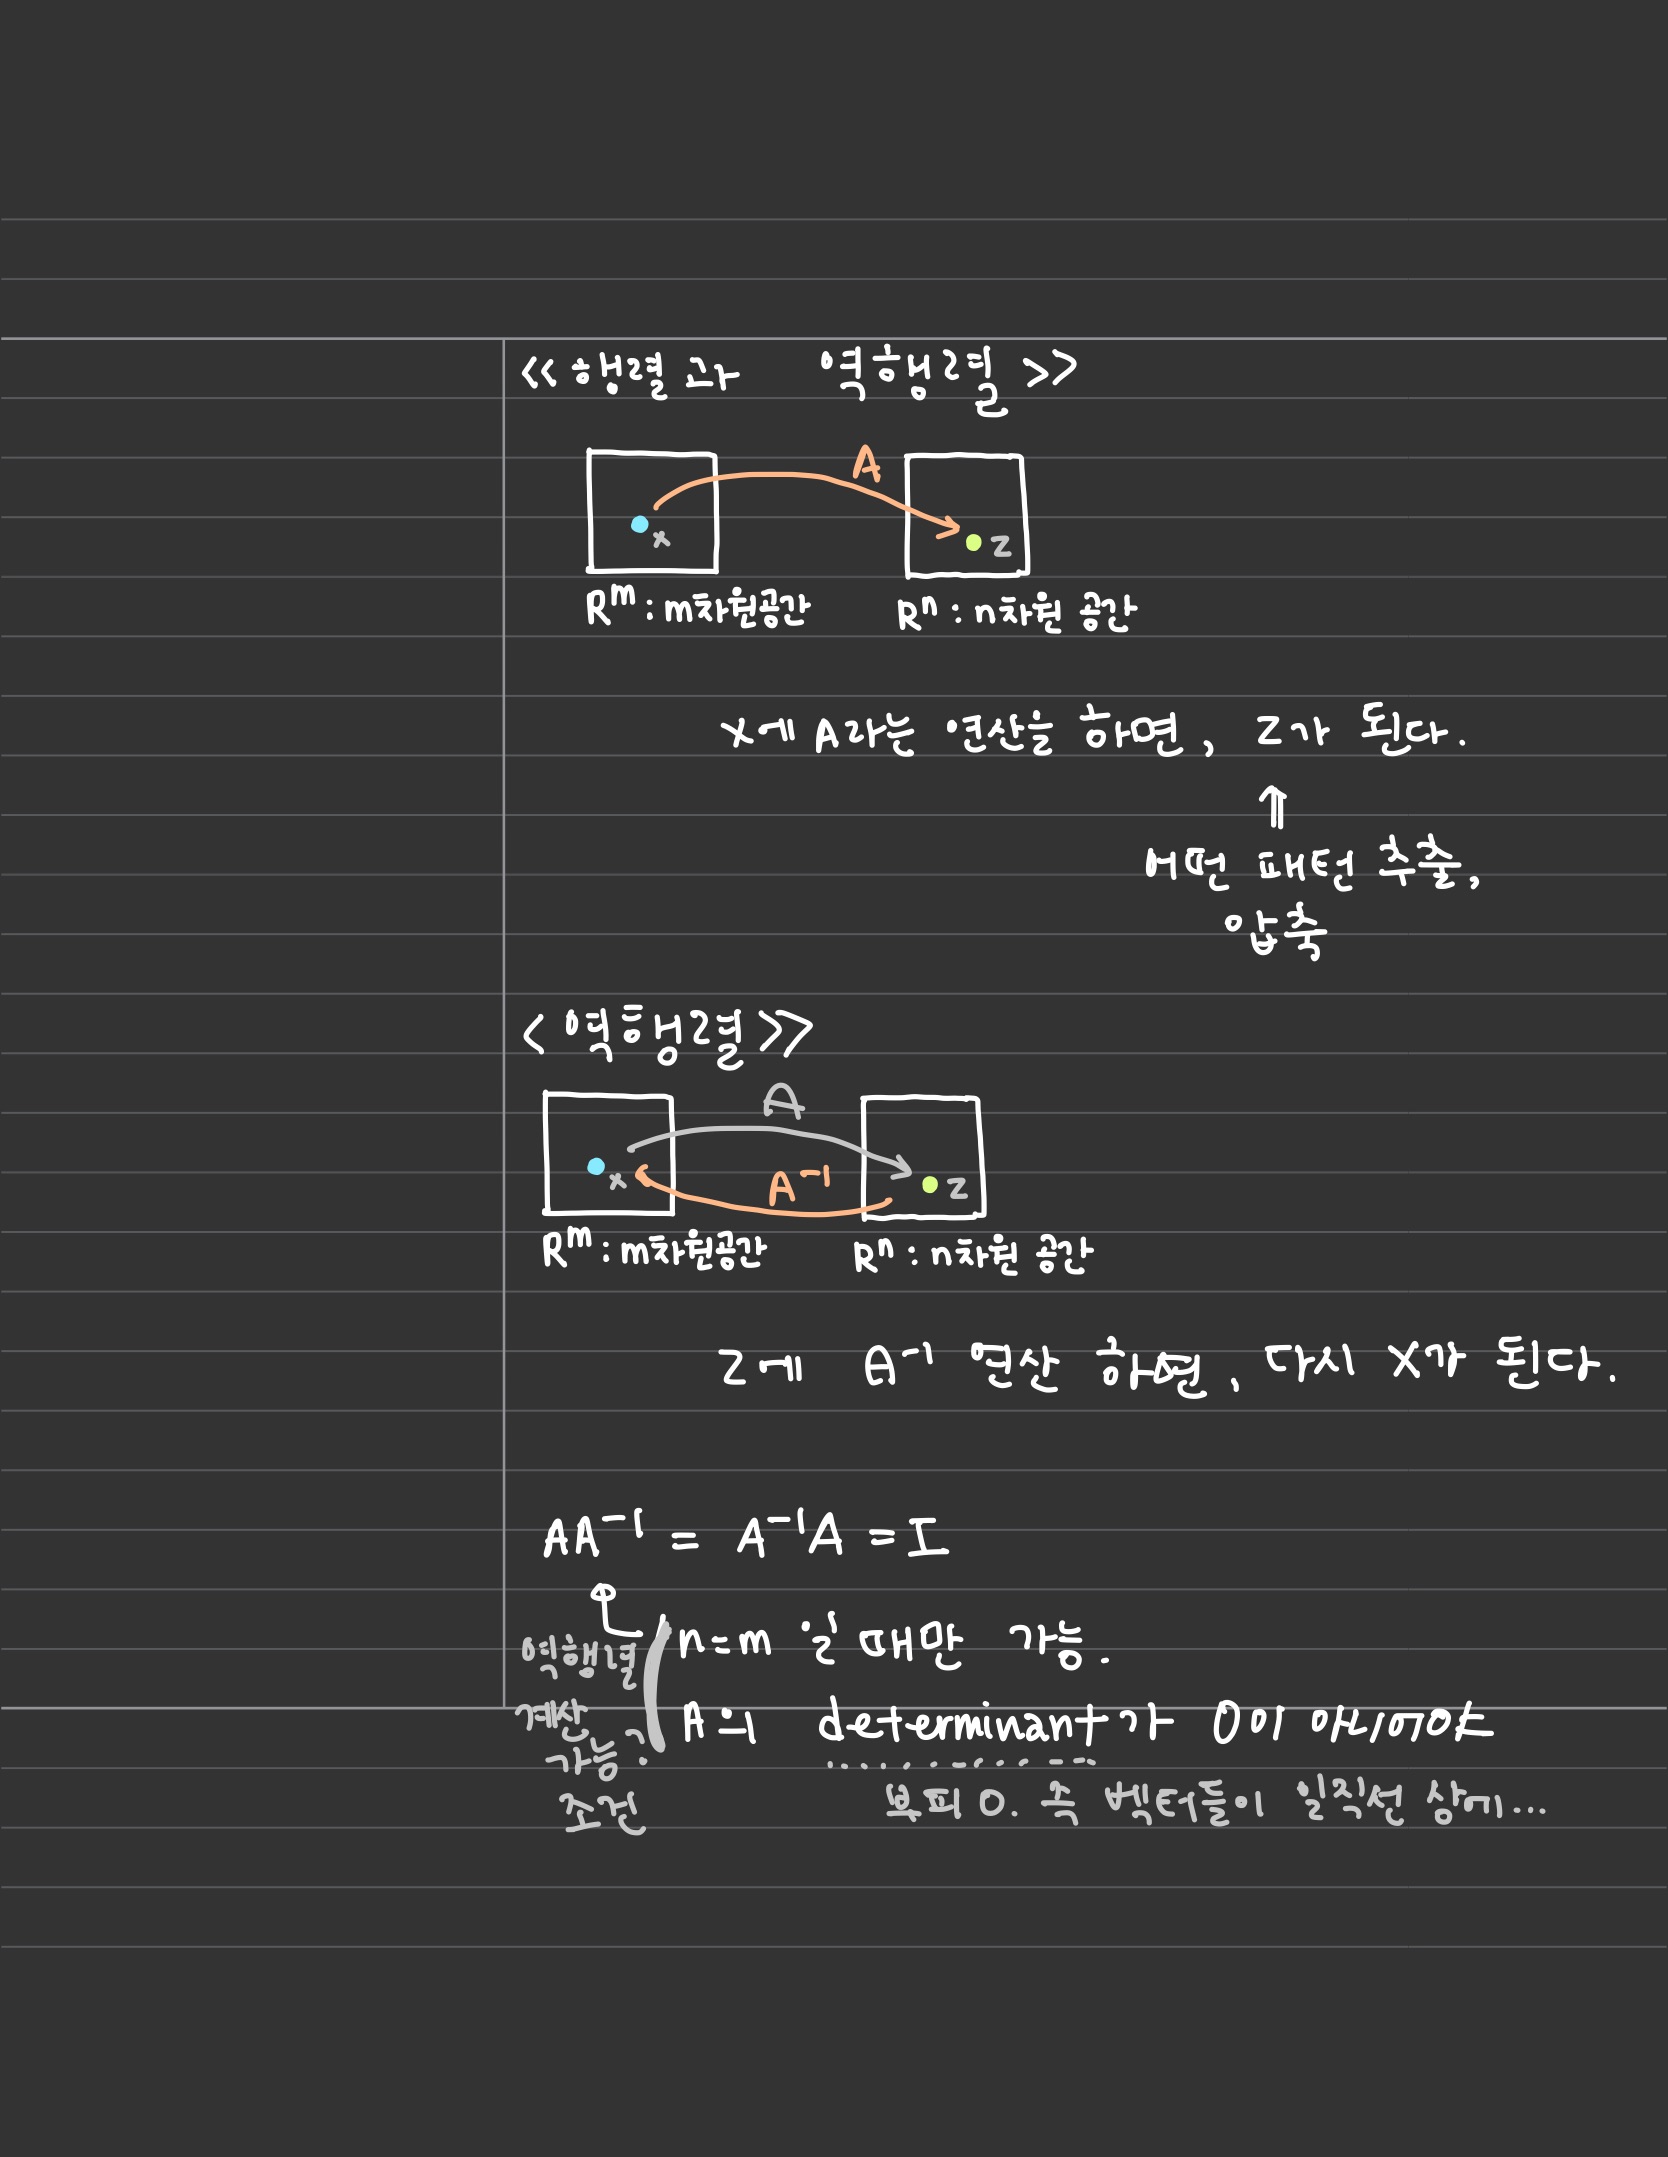 << 행렬과 역행렬 >>
A
x
z
R^m : m차원공간 R^n : n차원 공간
x에 A라는 연산을 하면, z가 된다.
↑
어떤 패턴 추출,
압축
< 역행렬 >>
A
x
A^-1
z
R^m : m차원공간 R^n : n차원 공간
z에 A^-1 연산 하면, 다시 x가 된다.
AA^-1 = A^-1A = I
n=m 일 때만 가능.
역행렬
계산
가능?
조건
A의 determinant가 0이 아니어야
부피 0. 즉 벡터들이 일직선 상에...